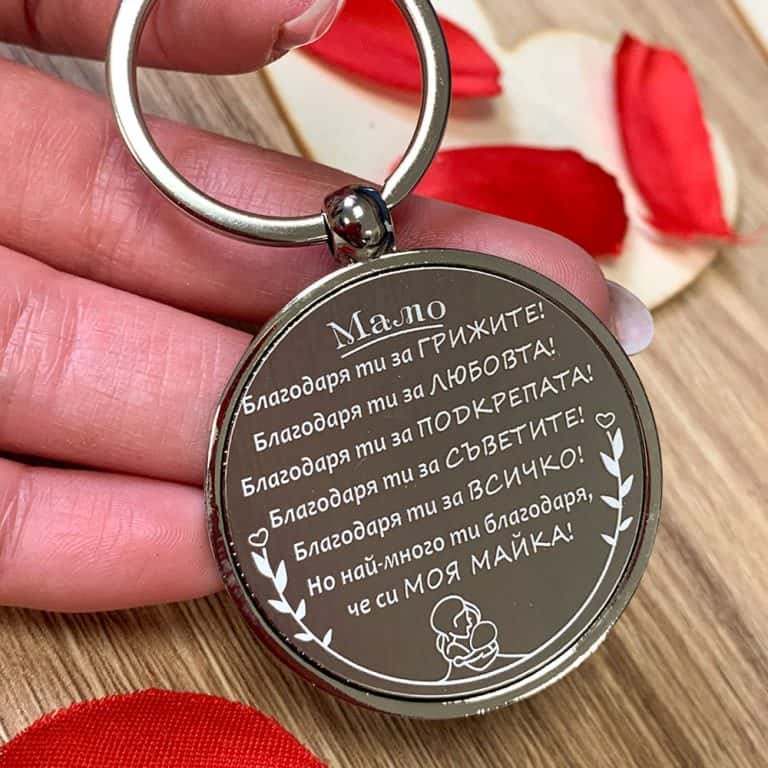 Мамо
Благодаря ти за ГРИЖИТЕ!
Благодаря ти за ЛЮБОВТА!
Благодаря ти за ПОДКРЕПАТА!
Благодаря ти за СЪВЕТИТЕ!
Благодаря ти за ВСИЧКО!
Но най-много ти благодаря,
че си МОЯ МАЙКА!